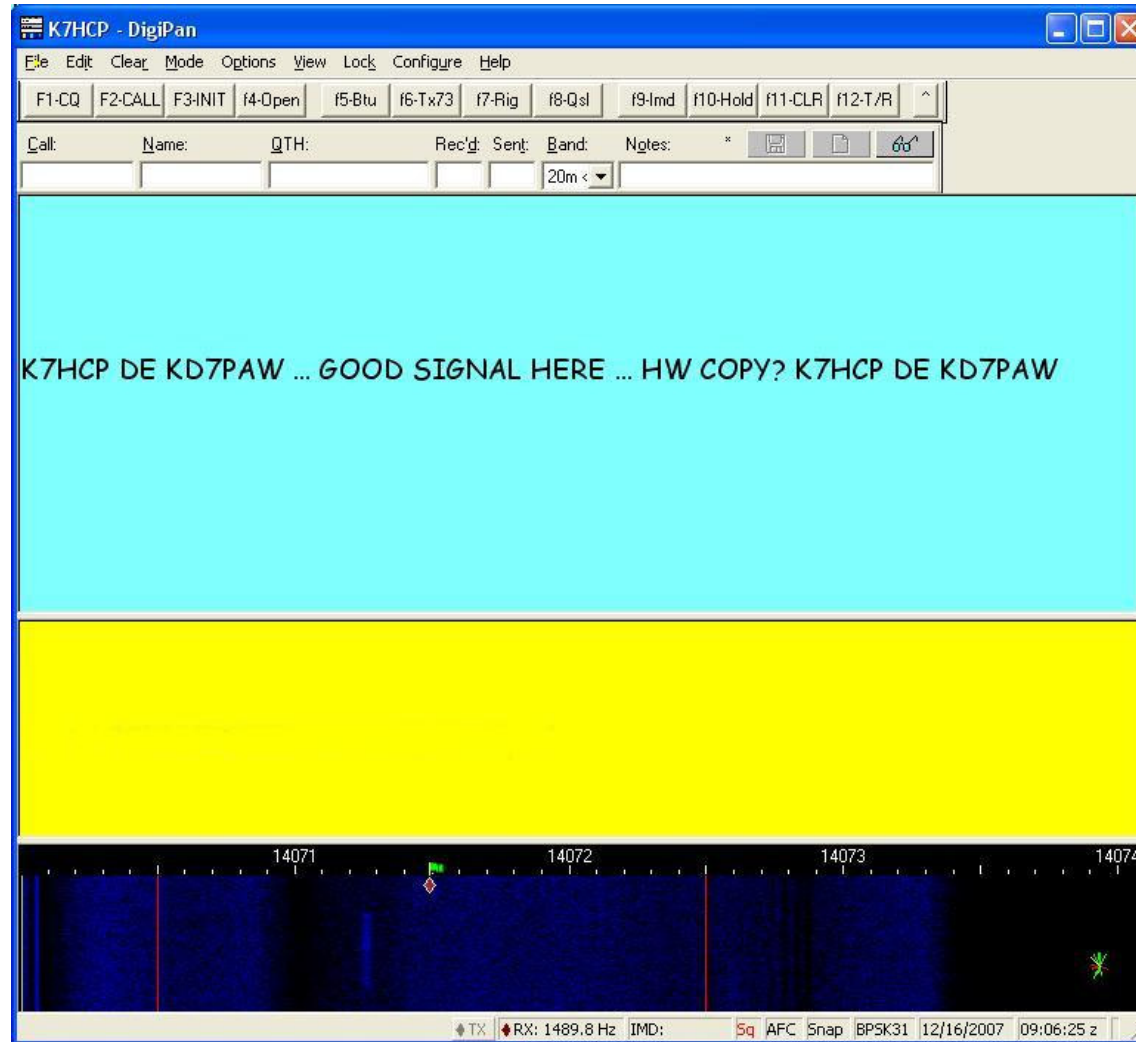 K7HCP - DigiPan
File Edit Clear Mode Options View Lock Configure Help
F1-CQ F2-CALL F3-INIT f4-Open f5-Btu f6-Tx73 f7-Rig f8-Qsl f9-Imd f10-Hold f11-CLR f12-T/R ^
Call: Name: QTH: Rec'd: Sent: Band: Notes: *
20m <
K7HCP DE KD7PAW ... GOOD SIGNAL HERE ... HW COPY? K7HCP DE KD7PAW
14071 14072 14073 14074
TX RX: 1489.8 Hz IMD: Sq AFC Snap BPSK31 12/16/2007 09:06:25 z